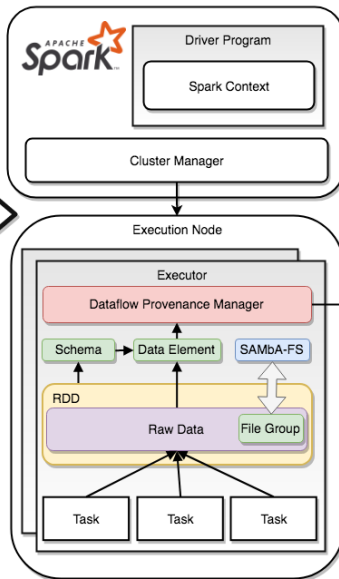 APACHE
Spark™
Driver Program
Spark Context
Cluster Manager
Execution Node
Executor
Dataflow Provenance Manager
Schema
Data Element
SAMbA-FS
RDD
Raw Data
File Group
Task
Task
Task